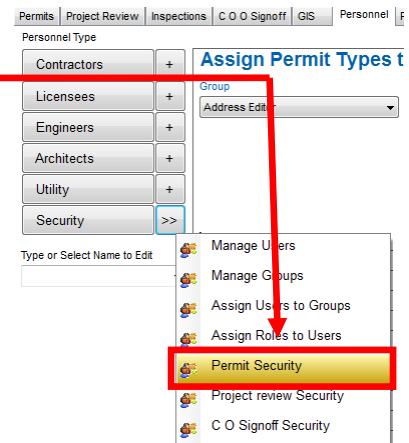 Permits Project Review Inspections C O O Signoff GIS Personnel
Personnel Type
Assign Permit Types t
Contractors +
Group
Licensees +
Address Editor
Engineers +
Architects +
Utility +
Security >>
Type or Select Name to Edit
Manage Users
Manage Groups
Assign Users to Groups
Assign Roles to Users
Permit Security
Project review Security
C O Signoff Security